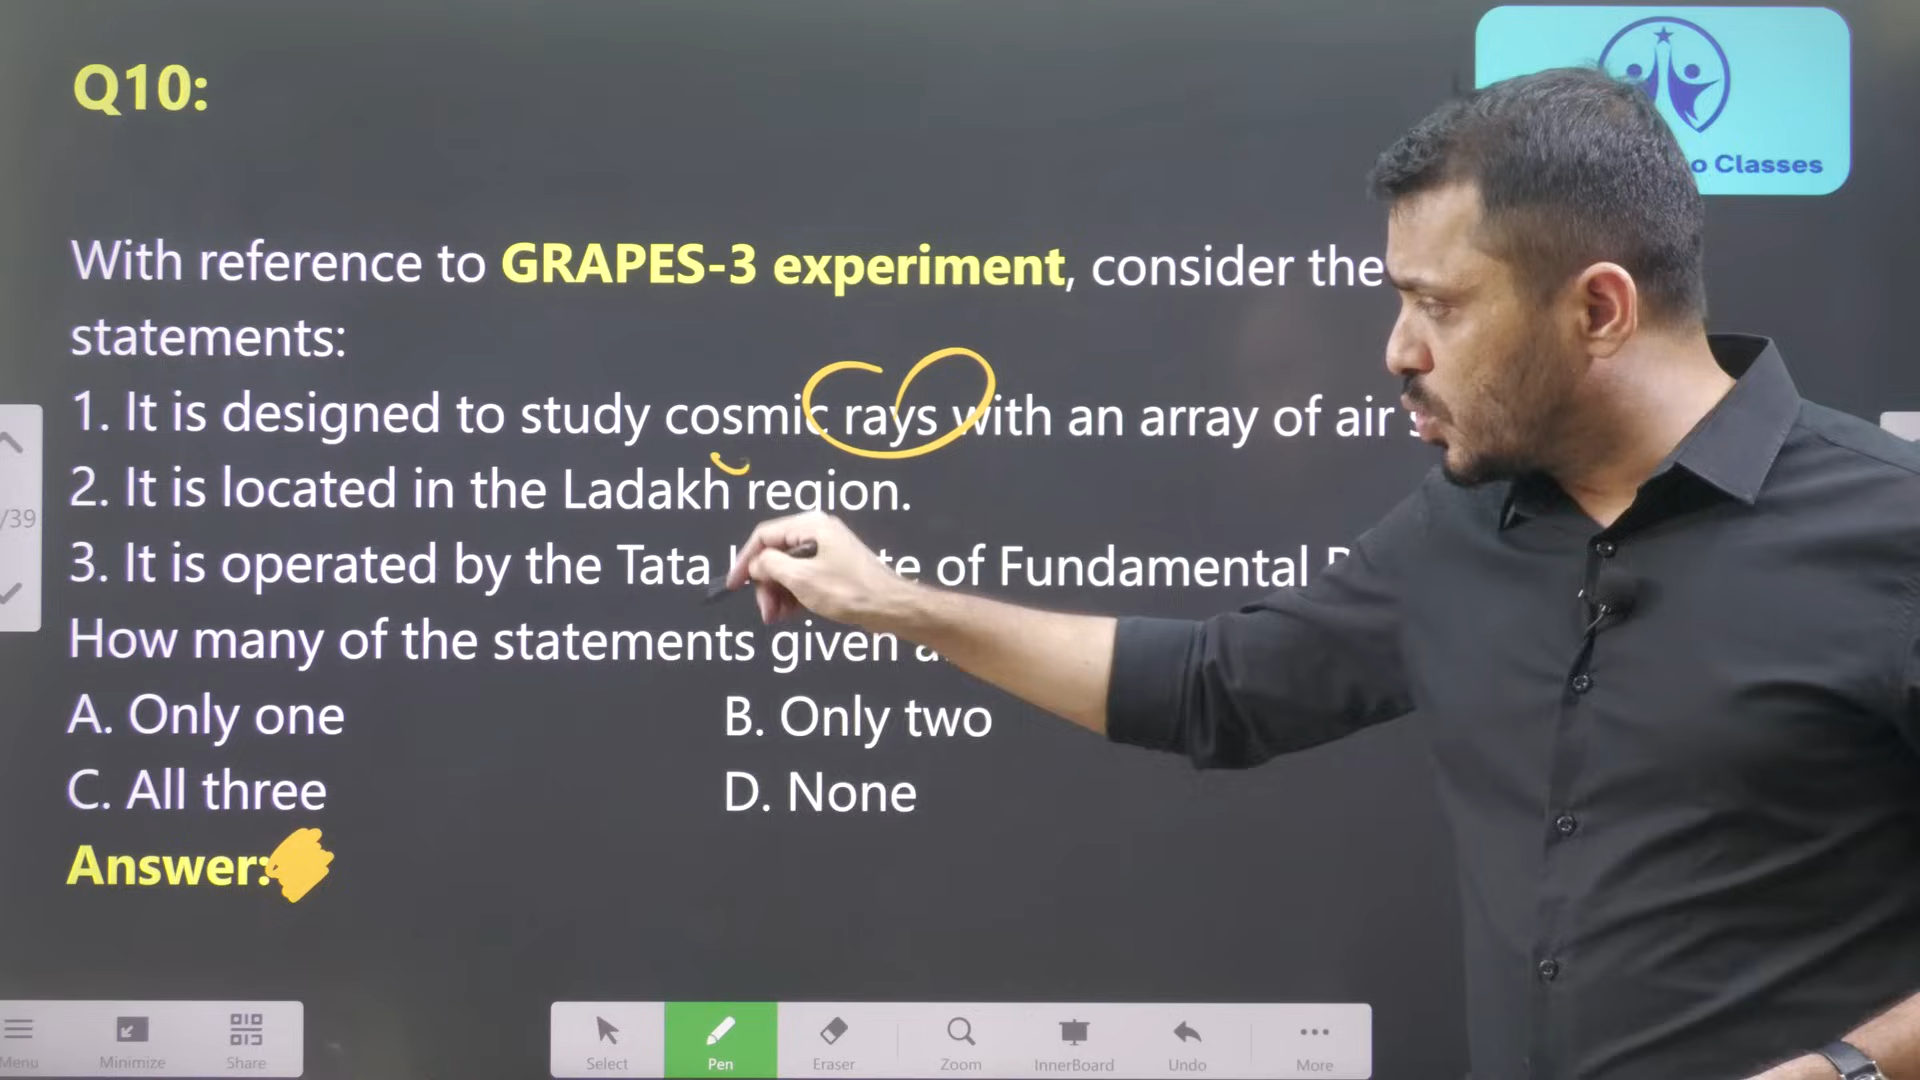 Q10:
o Classes
With reference to GRAPES-3 experiment, consider the
statements:
1. It is designed to study cosmic rays with an array of air
2. It is located in the Ladakh region.
/39
3. It is operated by the Tata of Fundamental
How many of the statements given
A. Only one B. Only two
C. All three D. None
Answer:
Menu Minimize Share Select Pen Eraser Zoom InnerBoard Undo More